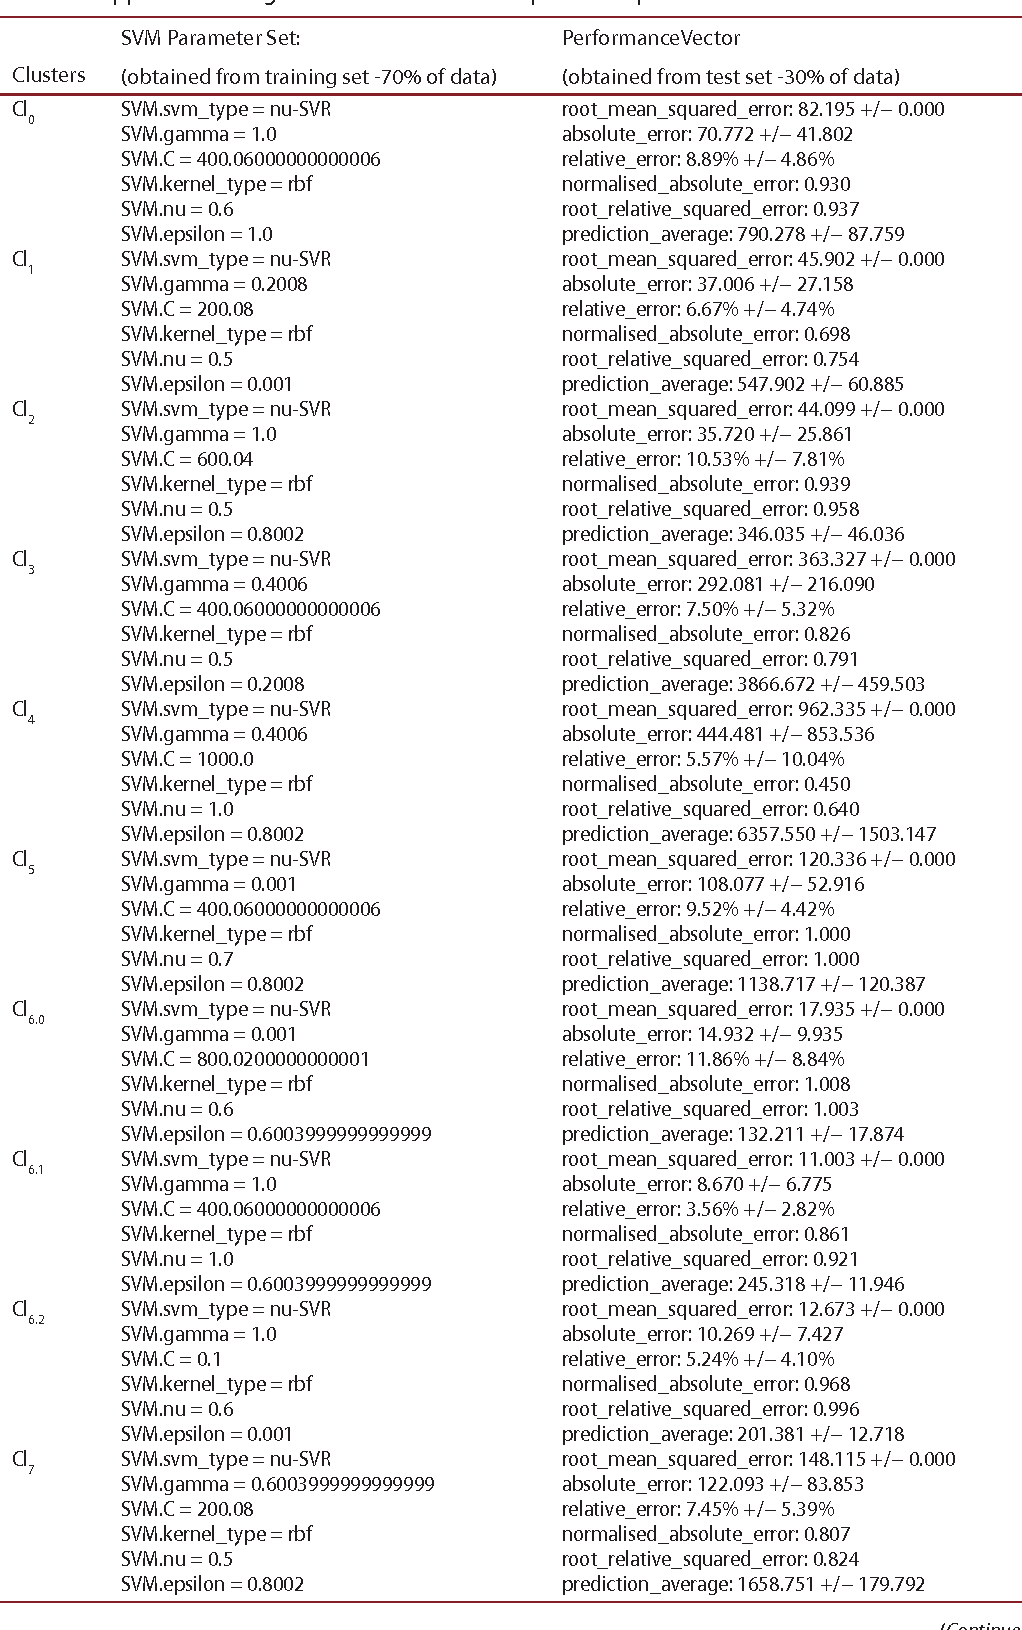 SVM Parameter Set: PerformanceVector
Clusters (obtained from training set -70% of data) (obtained from test set -30% of data)
Cl0 SVM.svm_type = nu-SVR root_mean_squared_error: 82.195 +/− 0.000
SVM.gamma = 1.0 absolute_error: 70.772 +/− 41.802
SVM.C = 400.06000000000006 relative_error: 8.89% +/− 4.86%
SVM.kernel_type = rbf normalised_absolute_error: 0.930
SVM.nu = 0.6 root_relative_squared_error: 0.937
SVM.epsilon = 1.0 prediction_average: 790.278 +/− 87.759
Cl1 SVM.svm_type = nu-SVR root_mean_squared_error: 45.902 +/− 0.000
SVM.gamma = 0.2008 absolute_error: 37.006 +/− 27.158
SVM.C = 200.08 relative_error: 6.67% +/− 4.74%
SVM.kernel_type = rbf normalised_absolute_error: 0.698
SVM.nu = 0.5 root_relative_squared_error: 0.754
SVM.epsilon = 0.001 prediction_average: 547.902 +/− 60.885
Cl2 SVM.svm_type = nu-SVR root_mean_squared_error: 44.099 +/− 0.000
SVM.gamma = 1.0 absolute_error: 35.720 +/− 25.861
SVM.C = 600.04 relative_error: 10.53% +/− 7.81%
SVM.kernel_type = rbf normalised_absolute_error: 0.939
SVM.nu = 0.5 root_relative_squared_error: 0.958
SVM.epsilon = 0.8002 prediction_average: 346.035 +/− 46.036
Cl3 SVM.svm_type = nu-SVR root_mean_squared_error: 363.327 +/− 0.000
SVM.gamma = 0.4006 absolute_error: 292.081 +/− 216.090
SVM.C = 400.06000000000006 relative_error: 7.50% +/− 5.32%
SVM.kernel_type = rbf normalised_absolute_error: 0.826
SVM.nu = 0.5 root_relative_squared_error: 0.791
SVM.epsilon = 0.2008 prediction_average: 3866.672 +/− 459.503
Cl4 SVM.svm_type = nu-SVR root_mean_squared_error: 962.335 +/− 0.000
SVM.gamma = 0.4006 absolute_error: 444.481 +/− 853.536
SVM.C = 1000.0 relative_error: 5.57% +/− 10.04%
SVM.kernel_type = rbf normalised_absolute_error: 0.450
SVM.nu = 1.0 root_relative_squared_error: 0.640
SVM.epsilon = 0.8002 prediction_average: 6357.550 +/− 1503.147
Cl5 SVM.svm_type = nu-SVR root_mean_squared_error: 120.336 +/− 0.000
SVM.gamma = 0.001 absolute_error: 108.077 +/− 52.916
SVM.C = 400.06000000000006 relative_error: 9.52% +/− 4.42%
SVM.kernel_type = rbf normalised_absolute_error: 1.000
SVM.nu = 0.7 root_relative_squared_error: 1.000
SVM.epsilon = 0.8002 prediction_average: 1138.717 +/− 120.387
Cl6.0 SVM.svm_type = nu-SVR root_mean_squared_error: 17.935 +/− 0.000
SVM.gamma = 0.001 absolute_error: 14.932 +/− 9.935
SVM.C = 800.0200000000001 relative_error: 11.86% +/− 8.84%
SVM.kernel_type = rbf normalised_absolute_error: 1.008
SVM.nu = 0.6 root_relative_squared_error: 1.003
SVM.epsilon = 0.6003999999999999 prediction_average: 132.211 +/− 17.874
Cl6.1 SVM.svm_type = nu-SVR root_mean_squared_error: 11.003 +/− 0.000
SVM.gamma = 1.0 absolute_error: 8.670 +/− 6.775
SVM.C = 400.06000000000006 relative_error: 3.56% +/− 2.82%
SVM.kernel_type = rbf normalised_absolute_error: 0.861
SVM.nu = 1.0 root_relative_squared_error: 0.921
SVM.epsilon = 0.6003999999999999 prediction_average: 245.318 +/− 11.946
Cl6.2 SVM.svm_type = nu-SVR root_mean_squared_error: 12.673 +/− 0.000
SVM.gamma = 1.0 absolute_error: 10.269 +/− 7.427
SVM.C = 0.1 relative_error: 5.24% +/− 4.10%
SVM.kernel_type = rbf normalised_absolute_error: 0.968
SVM.nu = 0.6 root_relative_squared_error: 0.996
SVM.epsilon = 0.001 prediction_average: 201.381 +/− 12.718
Cl7 SVM.svm_type = nu-SVR root_mean_squared_error: 148.115 +/− 0.000
SVM.gamma = 0.6003999999999999 absolute_error: 122.093 +/− 83.853
SVM.C = 200.08 relative_error: 7.45% +/− 5.39%
SVM.kernel_type = rbf normalised_absolute_error: 0.807
SVM.nu = 0.5 root_relative_squared_error: 0.824
SVM.epsilon = 0.8002 prediction_average: 1658.751 +/− 179.792
(Continue